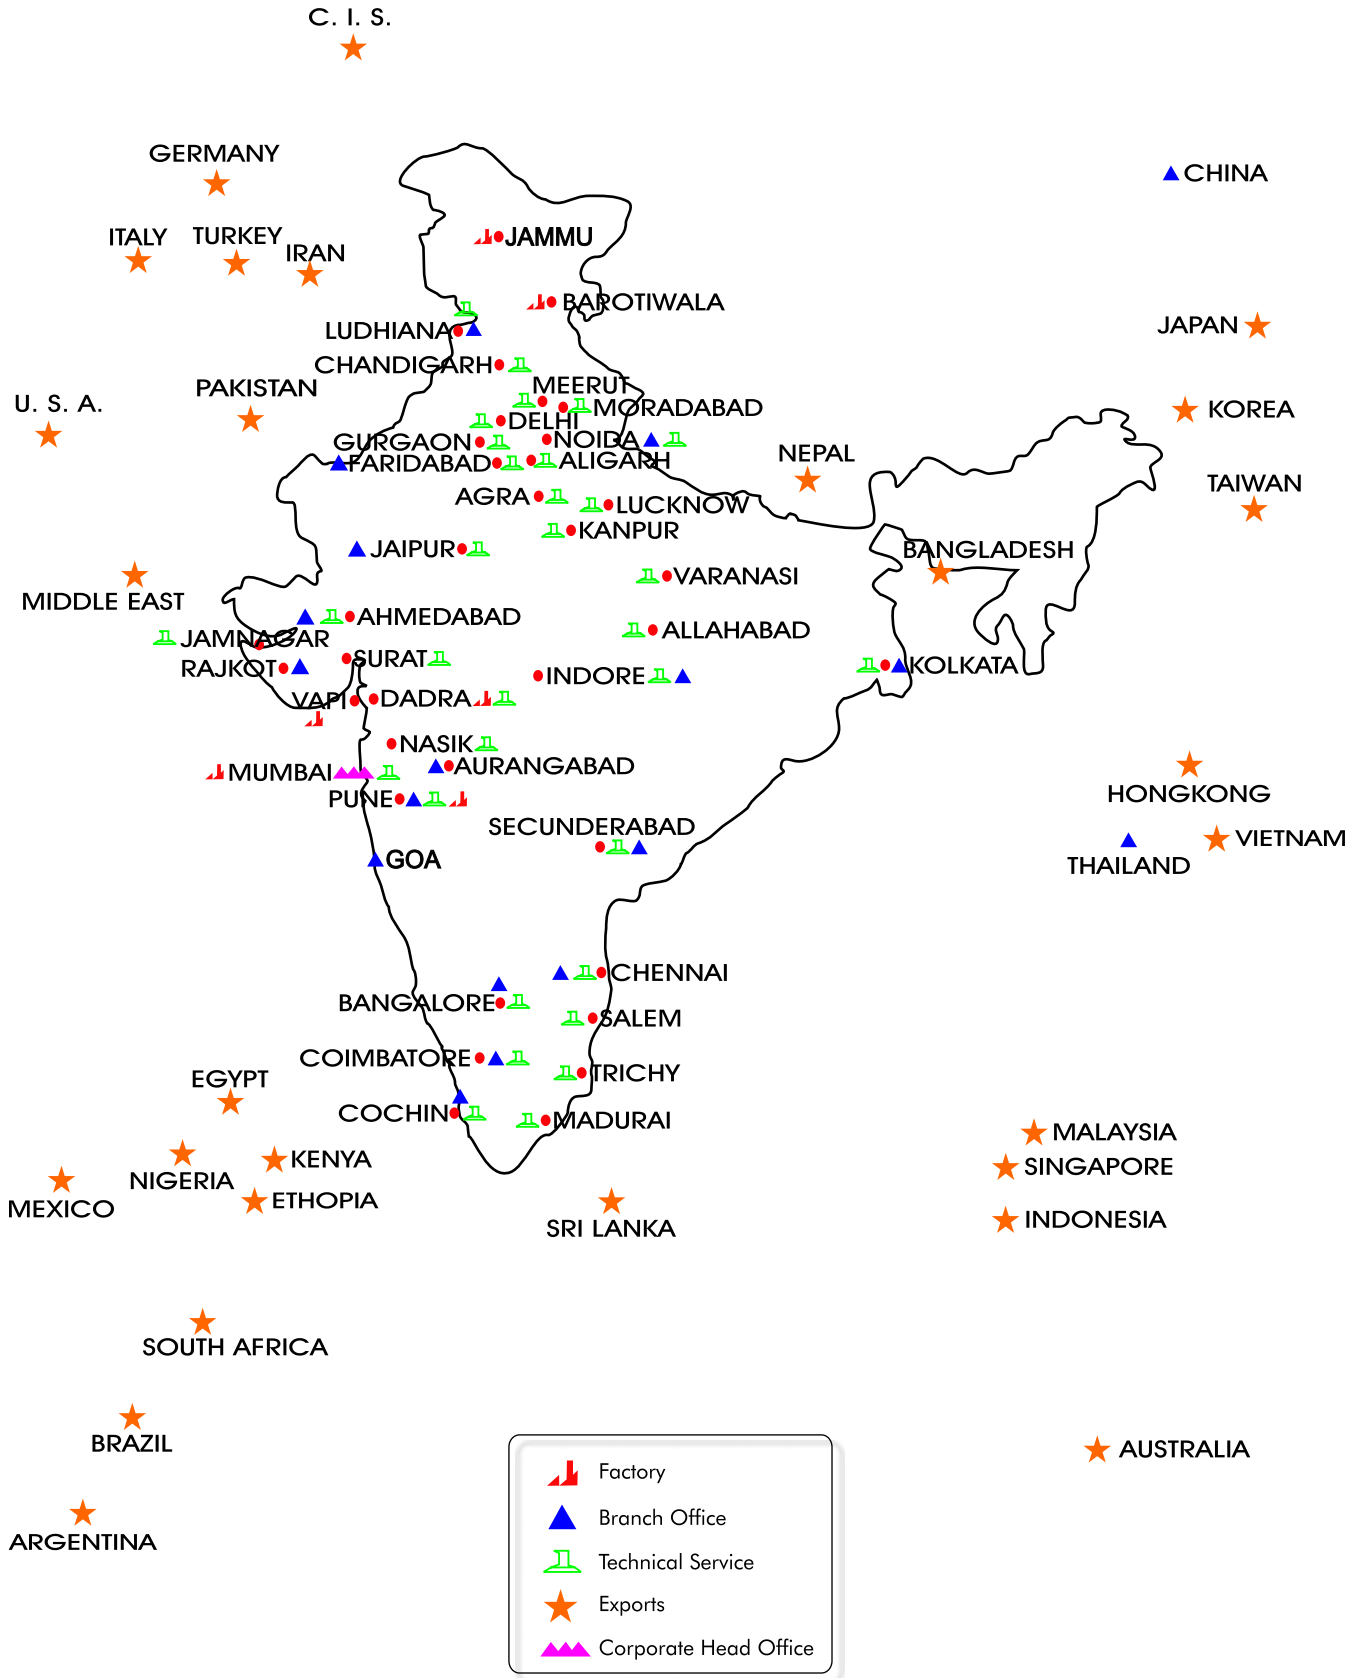 C. I. S.
GERMANY
CHINA
ITALY
TURKEY
IRAN
JAMMU
BAROTIWALA
LUDHIANA
JAPAN
CHANDIGARH
PAKISTAN
MEERUT
U. S. A.
MORADABAD
KOREA
DELHI
GURGAON
NOIDA
NEPAL
FARIDABAD
ALIGARH
TAIWAN
AGRA
LUCKNOW
KANPUR
JAIPUR
BANGLADESH
VARANASI
MIDDLE EAST
AHMEDABAD
ALLAHABAD
JAMNAGAR
SURAT
RAJKOT
INDORE
KOLKATA
VAPI
DADRA
NASIK
MUMBAI
AURANGABAD
HONGKONG
PUNE
SECUNDERABAD
VIETNAM
GOA
THAILAND
CHENNAI
BANGALORE
SALEM
COIMBATORE
TRICHY
EGYPT
COCHIN
MADURAI
MALAYSIA
KENYA
SINGAPORE
NIGERIA
ETHOPIA
MEXICO
SRI LANKA
INDONESIA
SOUTH AFRICA
BRAZIL
AUSTRALIA
ARGENTINA
Factory
Branch Office
Technical Service
Exports
Corporate Head Office